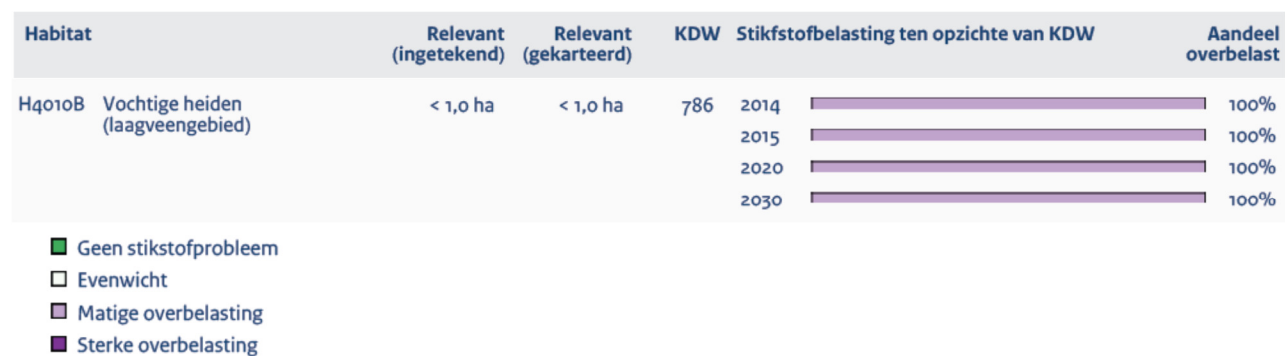 Habitat Relevant (ingetekend) Relevant (gekarteerd) KDW Stikfstofbelasting ten opzichte van KDW Aandeel overbelast
H4010B Vochtige heiden (laagveengebied) < 1,0 ha < 1,0 ha 786 2014 100%
2015 100%
2020 100%
2030 100%
Geen stikstofprobleem
Evenwicht
Matige overbelasting
Sterke overbelasting